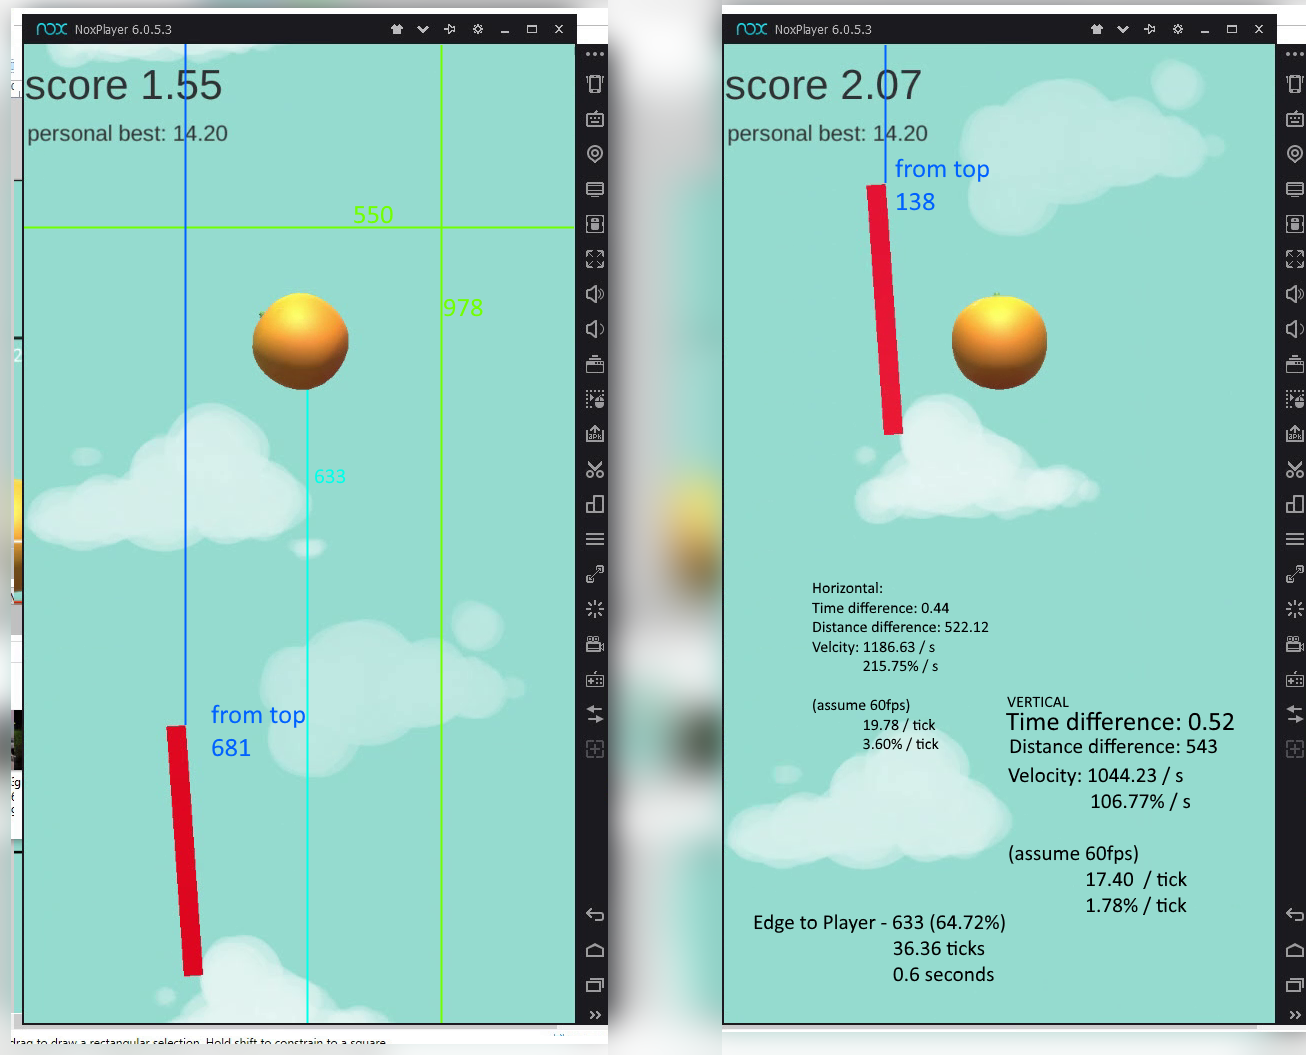 nox NoxPlayer 6.0.5.3
score 1.55
personal best: 14.20
550
978
633
from top
681
drag to draw a rectangular selection. Hold shift to constrain to a square
nox NoxPlayer 6.0.5.3
score 2.07
personal best: 14.20
from top
138
Horizontal:
Time difference: 0.44
Distance difference: 522.12
Velcity: 1186.63 / s
215.75% / s
(assume 60fps)
19.78 / tick
3.60% / tick
VERTICAL
Time difference: 0.52
Distance difference: 543
Velocity: 1044.23 / s
106.77% / s
(assume 60fps)
17.40 / tick
1.78% / tick
Edge to Player - 633 (64.72%)
36.36 ticks
0.6 seconds